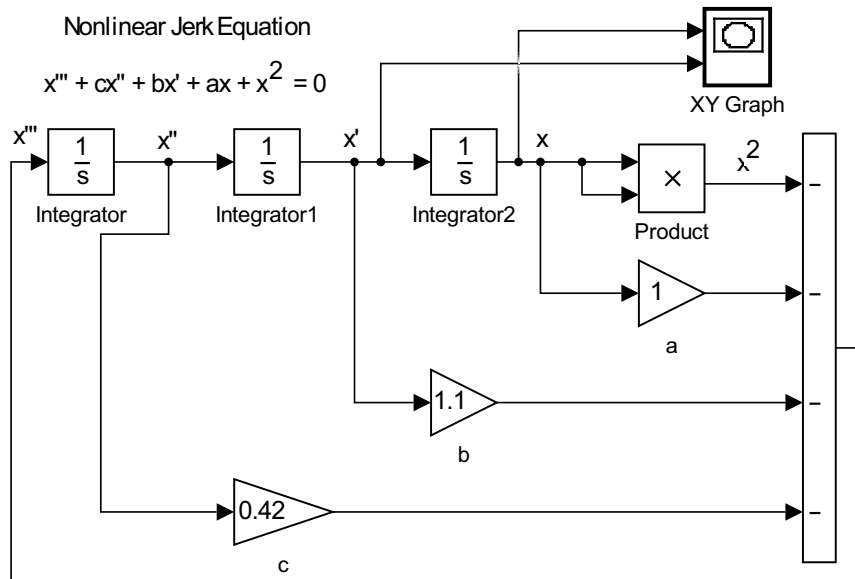 Nonlinear Jerk Equation
x''' + cx'' + bx' + ax + x² = 0
XY Graph
x'''
1/s
x''
1/s
x'
1/s
x
×
x²
−
Integrator
Integrator1
Integrator2
Product
1
−
a
1.1
−
b
0.42
−
c